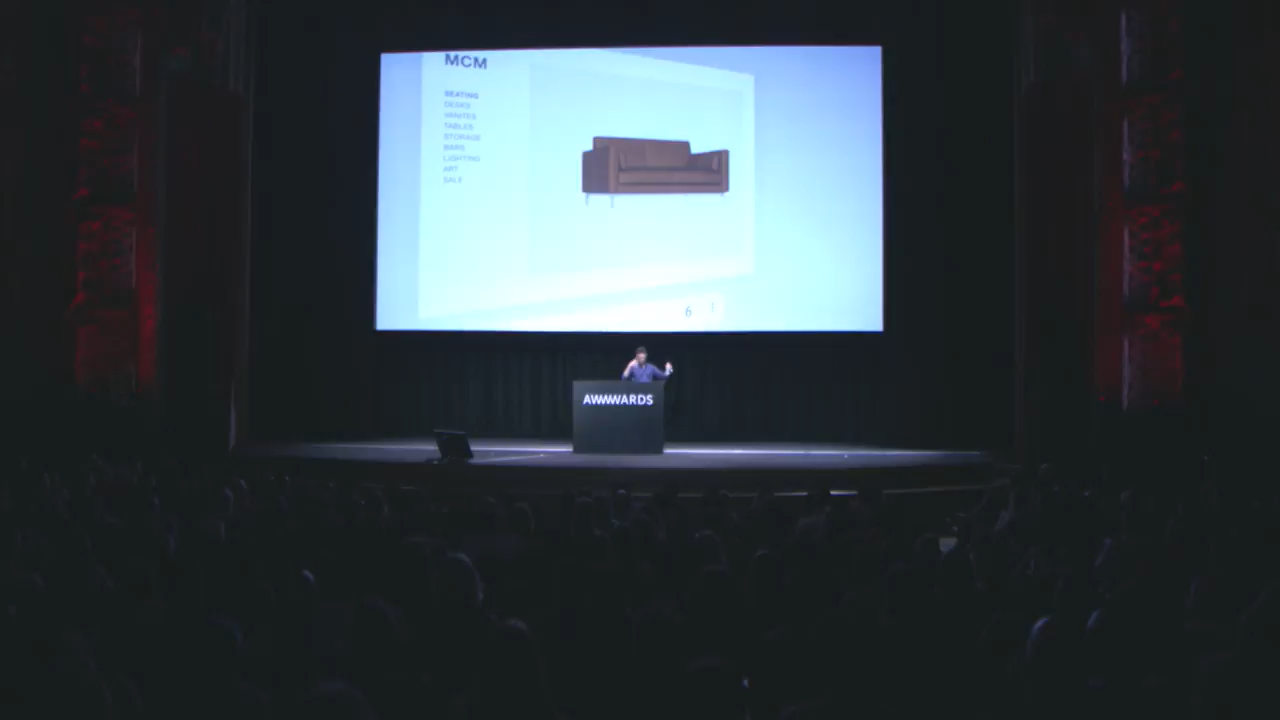 MCM
SEATING
DESKS
VANITIES
TABLES
STORAGE
BARS
LIGHTING
ART
SALE
6
AWWWARDS